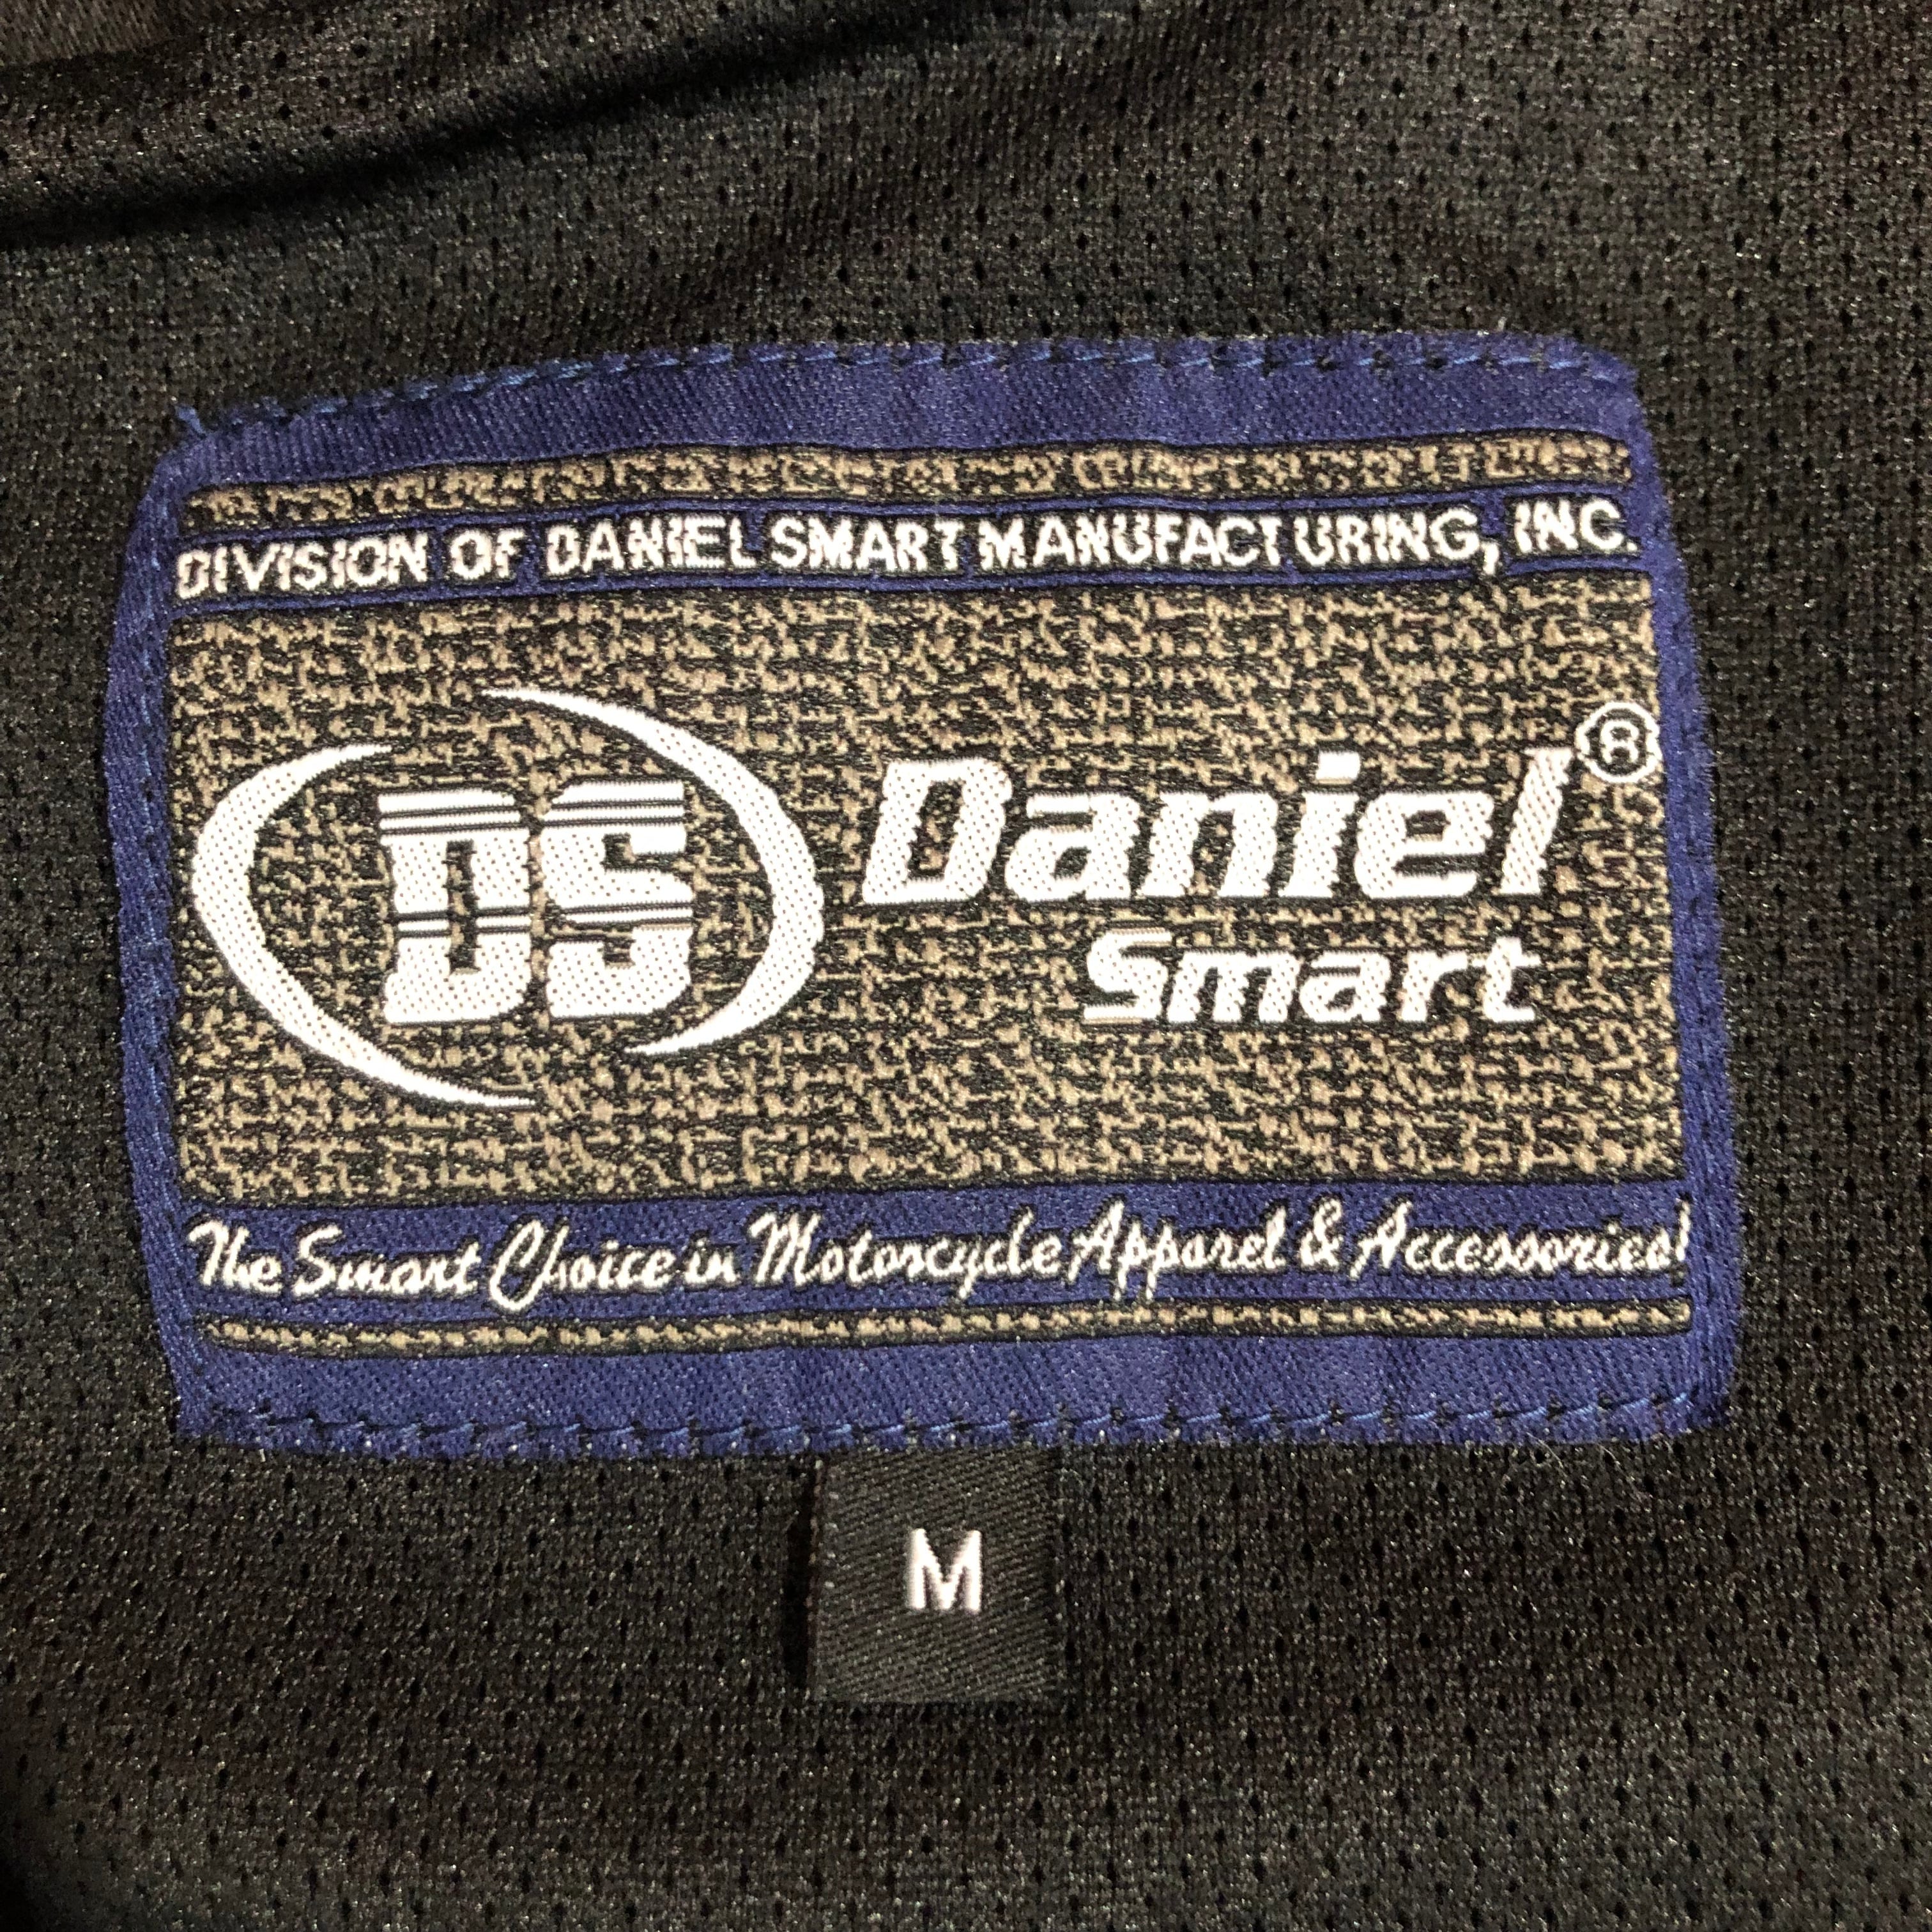 DIVISION OF DANIEL SMART MANUFACTURING, INC.
DS
Daniel®
Smart
The Smart Choice in Motorcycle Apparel & Accessories!
M